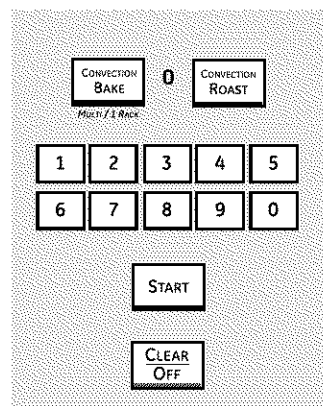 CONVECTION
BAKE
0
CONVECTION
ROAST
MULTI / 1 RACK
1 2 3 4 5
6 7 8 9 0
START
CLEAR
OFF